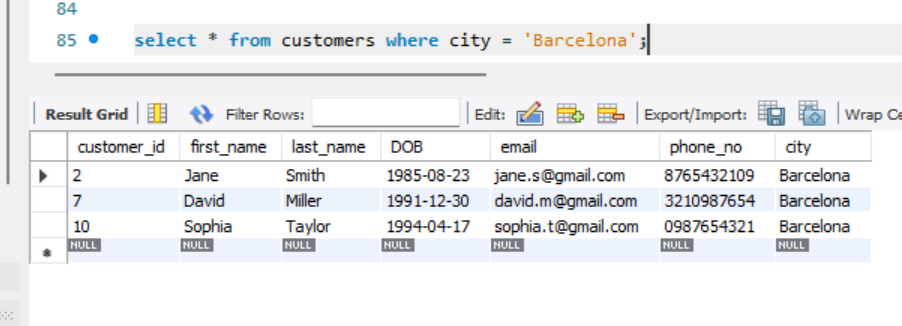 84
85 select * from customers where city = 'Barcelona';
Result Grid Filter Rows: Edit: Export/Import: Wrap Ce
customer_id first_name last_name DOB email phone_no city
2 Jane Smith 1985-08-23 jane.s@gmail.com 8765432109 Barcelona
7 David Miller 1991-12-30 david.m@gmail.com 3210987654 Barcelona
10 Sophia Taylor 1994-04-17 sophia.t@gmail.com 0987654321 Barcelona
NULL NULL NULL NULL NULL NULL NULL